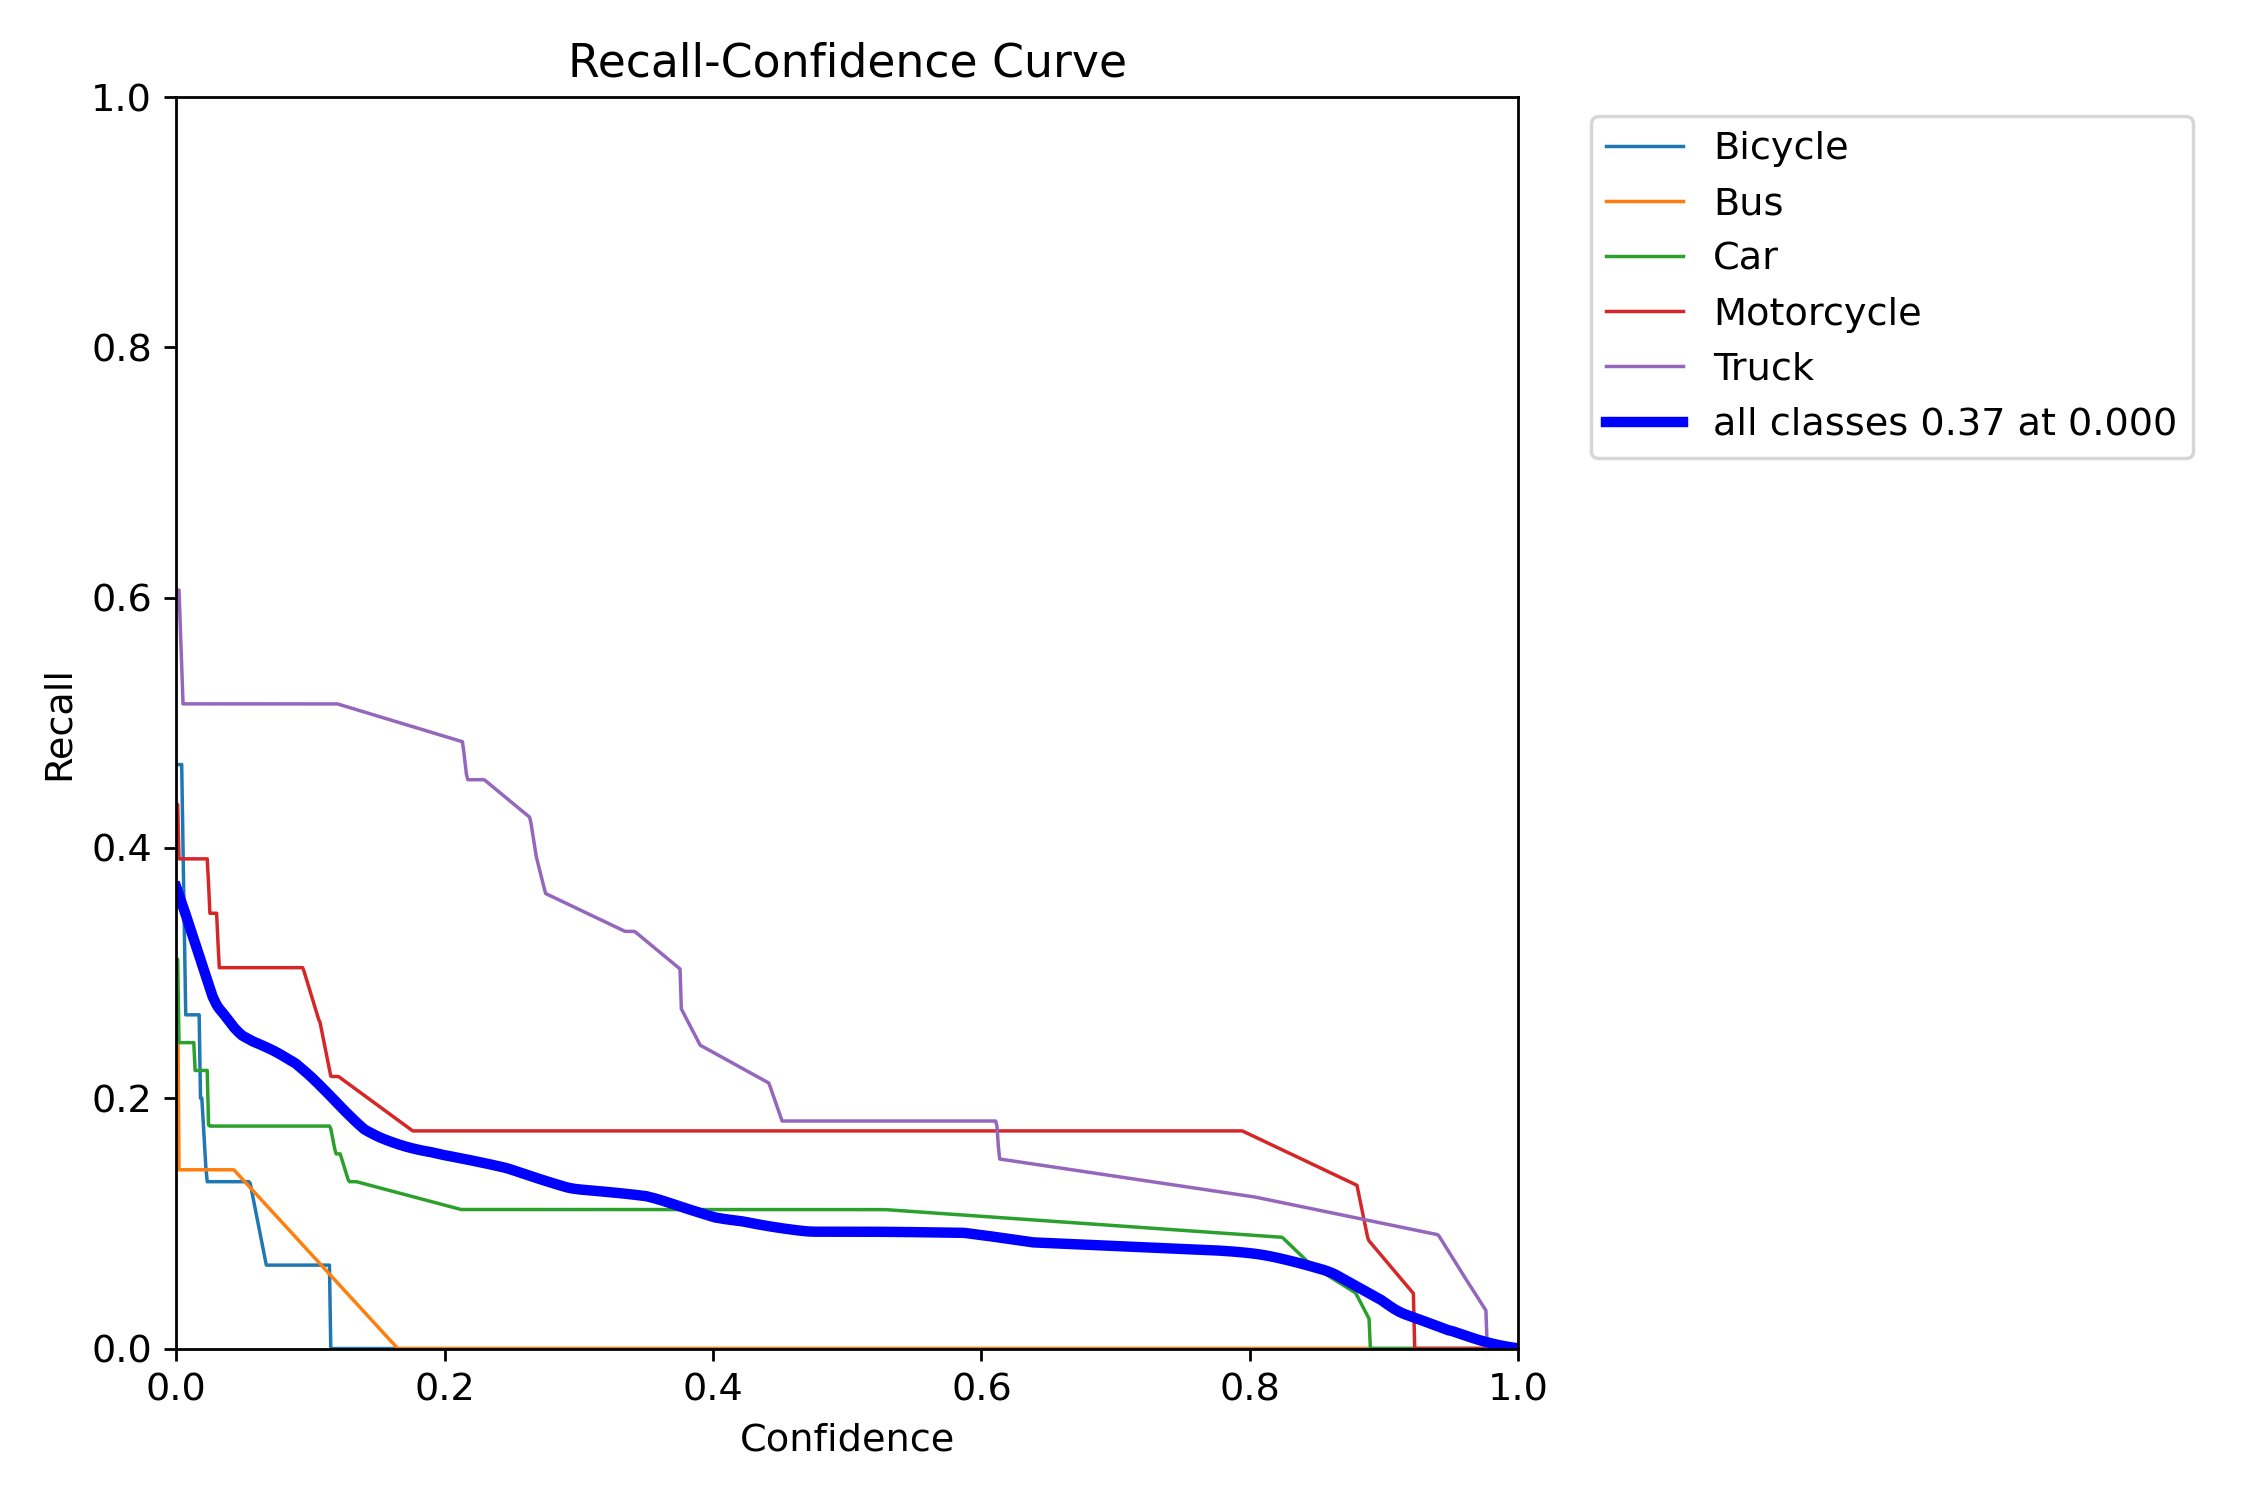 Recall-Confidence Curve
1.0
0.8
0.6
0.4
0.2
0.0
Recall
0.0 0.2 0.4 0.6 0.8 1.0
Confidence
Bicycle
Bus
Car
Motorcycle
Truck
all classes 0.37 at 0.000